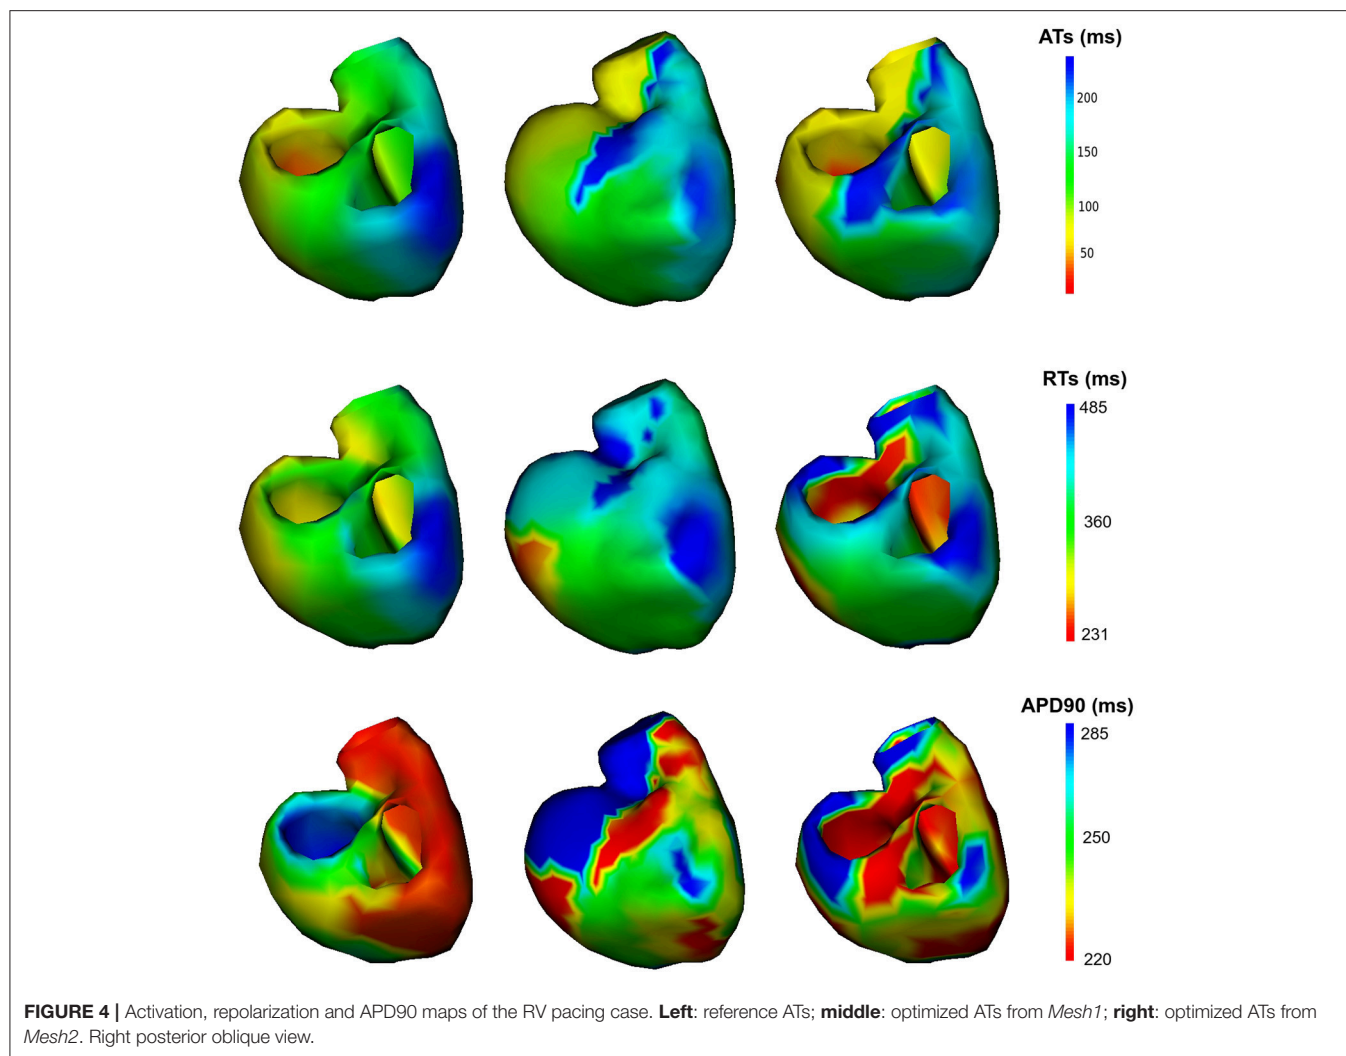 ATs (ms)
200
150
100
50
RTs (ms)
485
360
231
APD90 (ms)
285
250
220
FIGURE 4 | Activation, repolarization and APD90 maps of the RV pacing case. Left: reference ATs; middle: optimized ATs from Mesh1; right: optimized ATs from
Mesh2. Right posterior oblique view.